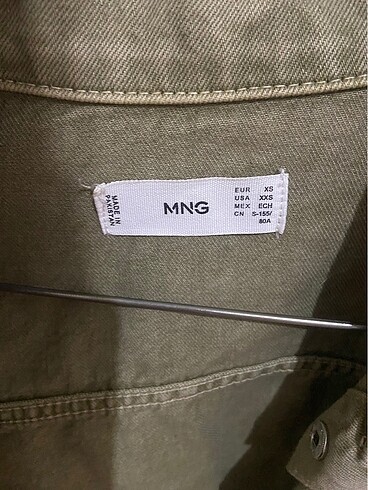 MADE IN
PAKISTAN
MNG
EUR XS
USA XXS
MEX ECH
CN S-155/
80A